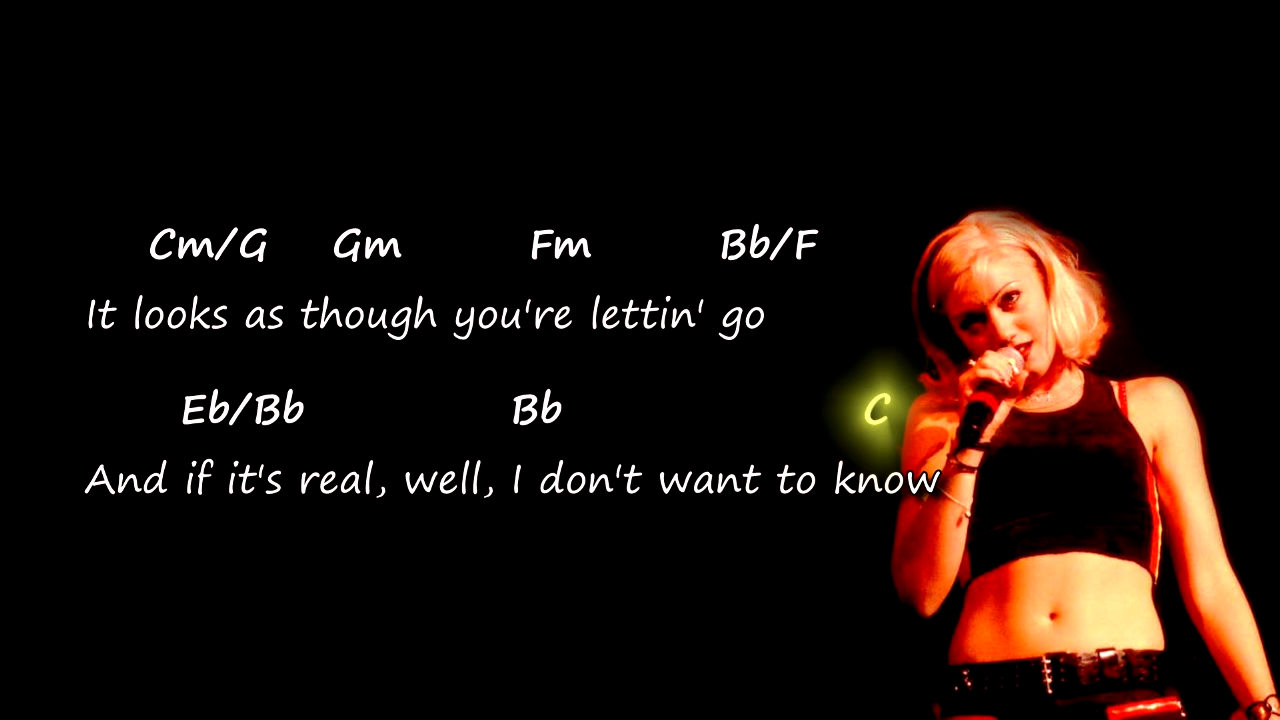 Cm/G Gm Fm Bb/F
It looks as though you're lettin' go
Eb/Bb Bb C
And if it's real, well, I don't want to know